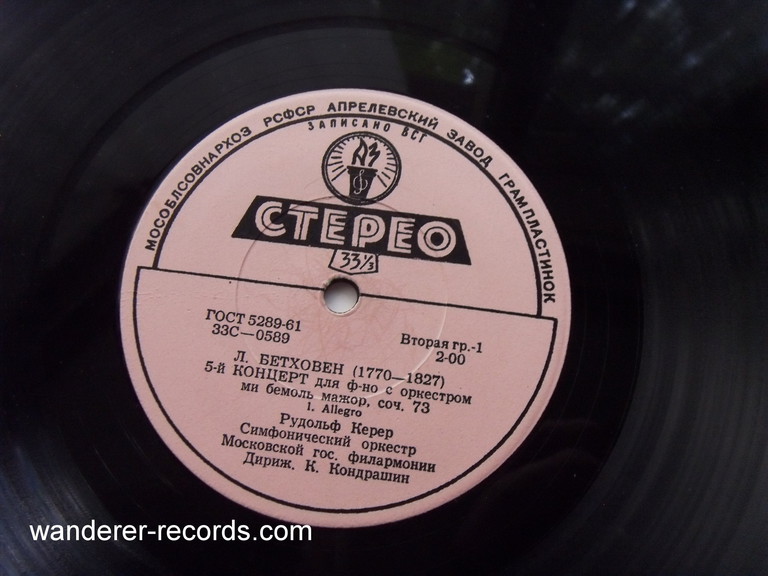 МОСОБЛСОВНАРХОЗ РСФСР АПРЕЛЕВСКИЙ ЗАВОД ГРАМПЛАСТИНОК
ЗАПИСАНО ВСГ
АЗ
СТЕРЕО
33⅓
ГОСТ 5289-61
33С—0589
Вторая гр.-1
2-00
Л. БЕТХОВЕН (1770—1827)
5-й КОНЦЕРТ для ф-но с оркестром
ми бемоль мажор, соч. 73
1. Allegro
Рудольф Керер
Симфонический оркестр
Московской гос. филармонии
Дириж. К. Кондрашин
wanderer-records.com